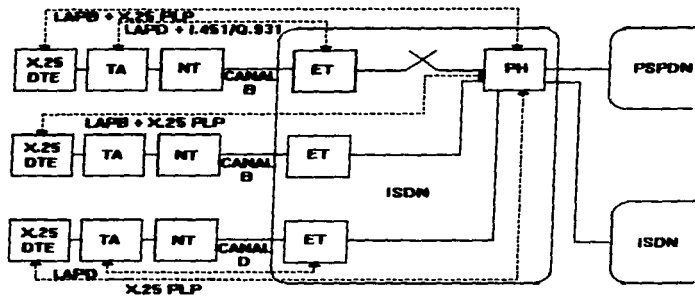 LAPB + X.25 PLP
LAPD + I.451/Q.931
X.25 DTE
TA
NT
CANAL B
ET
PH
PSPDN
LAPB + X.25 PLP
X.25 DTE
TA
NT
CANAL B
ET
ISDN
X.25 DTE
TA
NT
CANAL D
ET
ISDN
LAPD
X.25 PLP